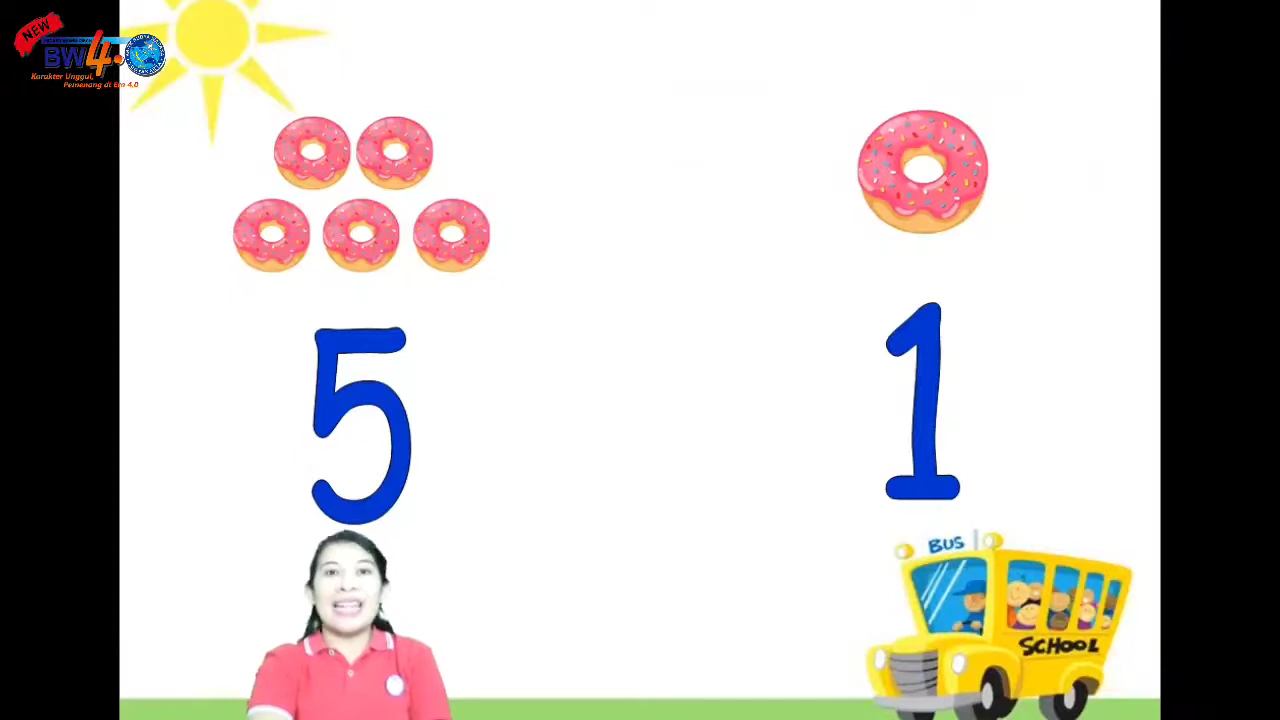 NEW
BW4.0
Karakter Unggul,
Pemenang di Era 4.0
5
1
BUS
SCHOOL